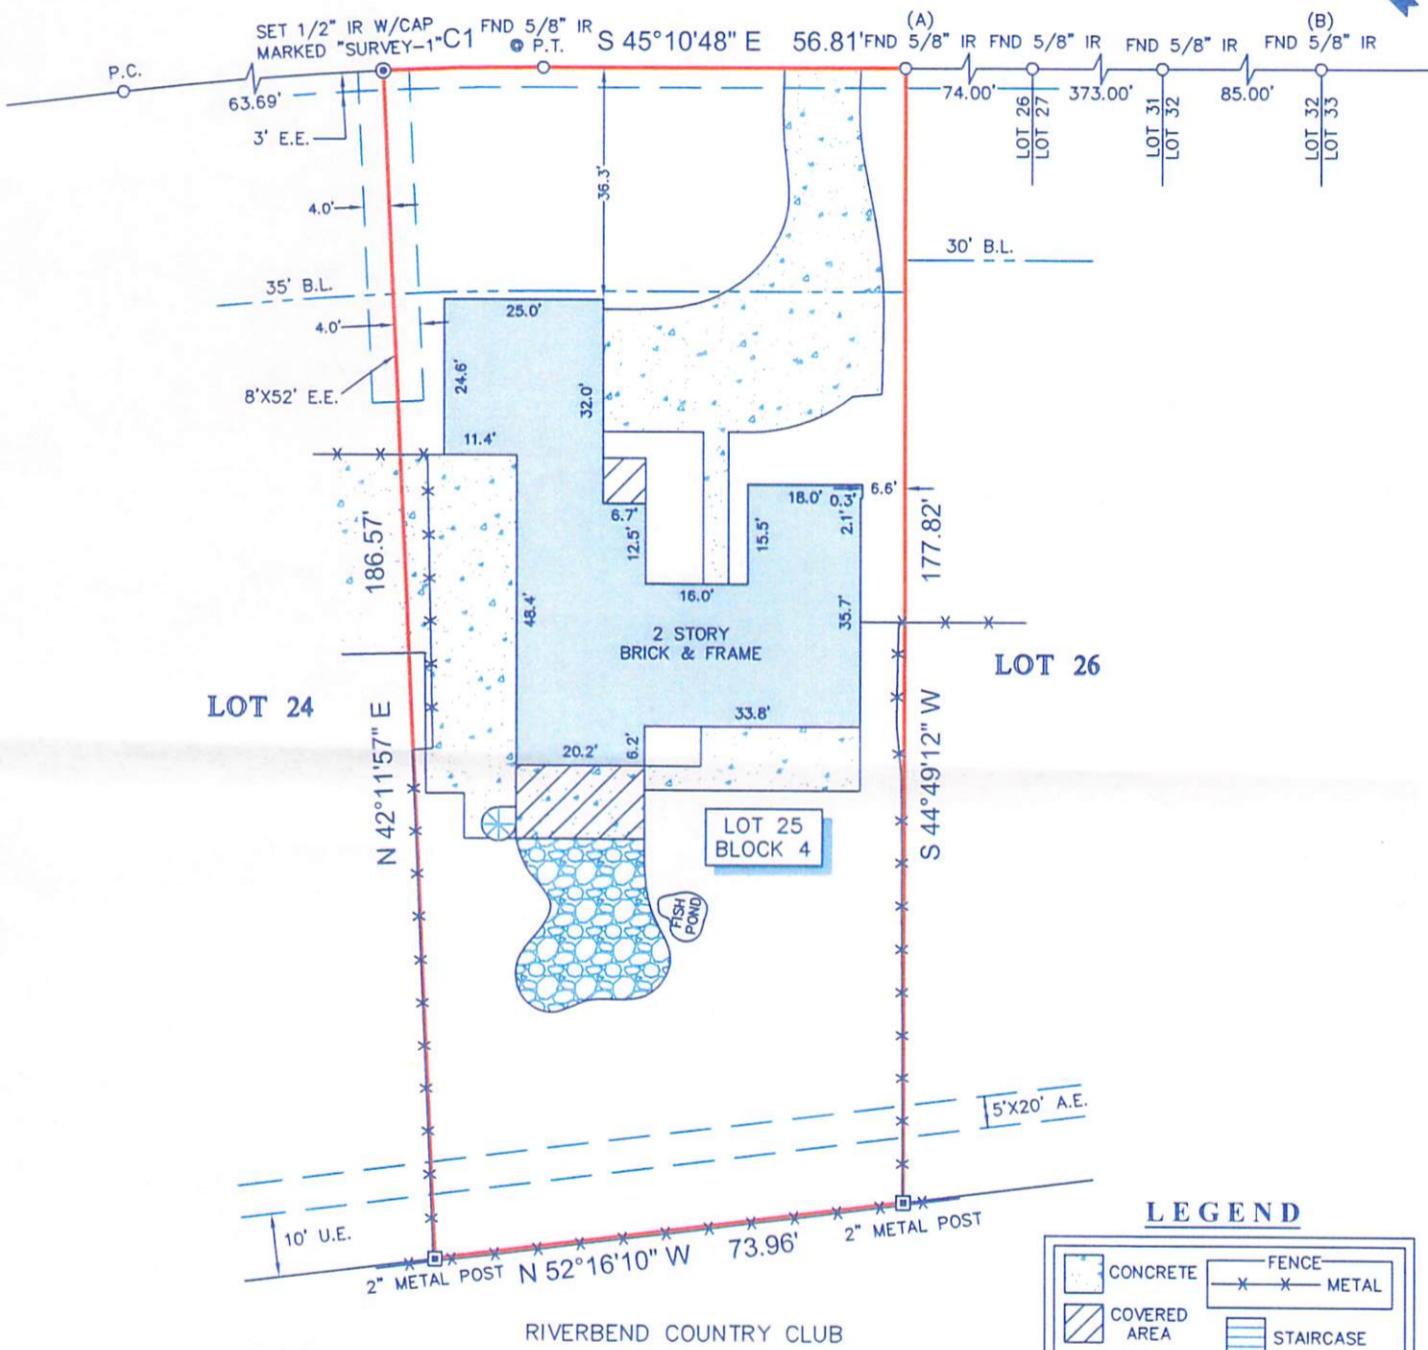 SET 1/2" IR W/CAP
MARKED "SURVEY-1"
C1
FND 5/8" IR
@ P.T.
S 45°10'48" E
56.81'
(A)
FND 5/8" IR
FND 5/8" IR
FND 5/8" IR
(B)
FND 5/8" IR
P.C.
63.69'
74.00'
373.00'
85.00'
LOT 26
LOT 27
LOT 31
LOT 32
LOT 32
LOT 33
3' E.E.
4.0'
36.3'
30' B.L.
35' B.L.
25.0'
4.0'
24.6'
32.0'
8'X52' E.E.
11.4'
6.7'
12.5'
15.5'
18.0'
0.3'
6.6'
2.1'
186.57'
177.82'
48.4'
16.0'
35.7'
2 STORY
BRICK & FRAME
LOT 24
LOT 26
N 42°11'57" E
S 44°49'12" W
33.8'
20.2'
6.2'
LOT 25
BLOCK 4
FISH
POND
5'X20' A.E.
10' U.E.
2" METAL POST
N 52°16'10" W
73.96'
2" METAL POST
RIVERBEND COUNTRY CLUB
LEGEND
CONCRETE
FENCE
METAL
COVERED
AREA
STAIRCASE